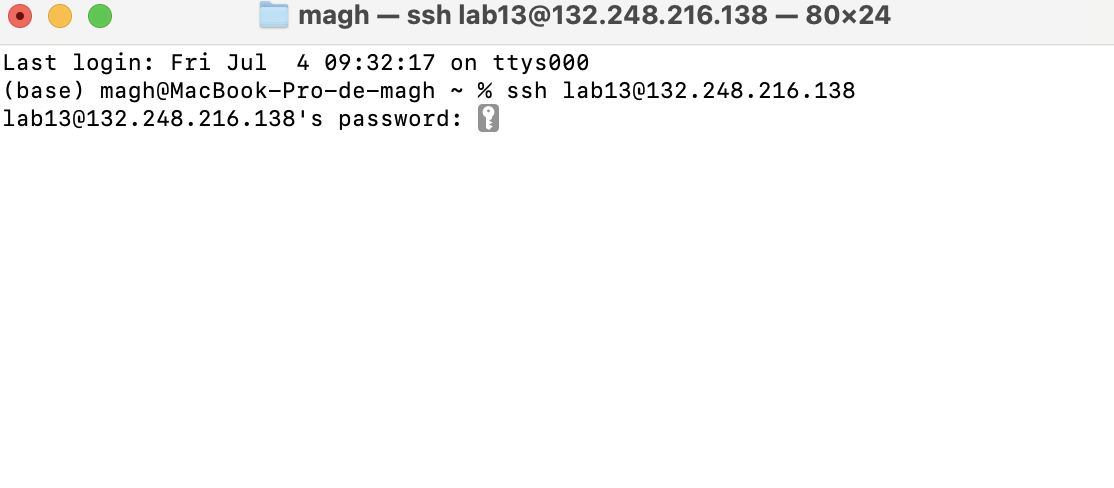 magh — ssh lab13@132.248.216.138 — 80×24
Last login: Fri Jul  4 09:32:17 on ttys000
(base) magh@MacBook-Pro-de-magh ~ % ssh lab13@132.248.216.138
lab13@132.248.216.138's password: